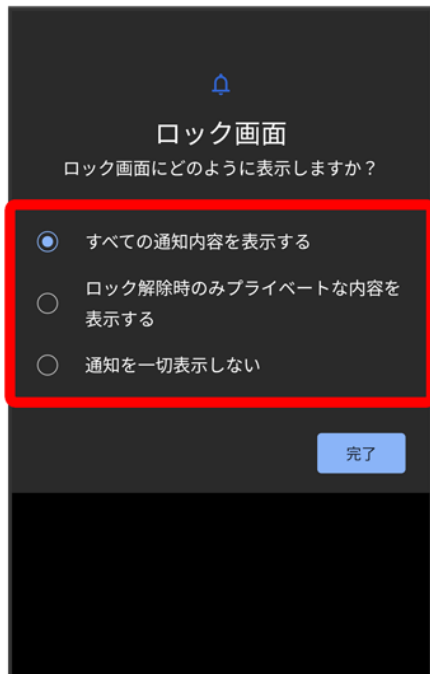 ロック画面
ロック画面にどのように表示しますか？
すべての通知内容を表示する
ロック解除時のみプライベートな内容を
表示する
通知を一切表示しない
完了